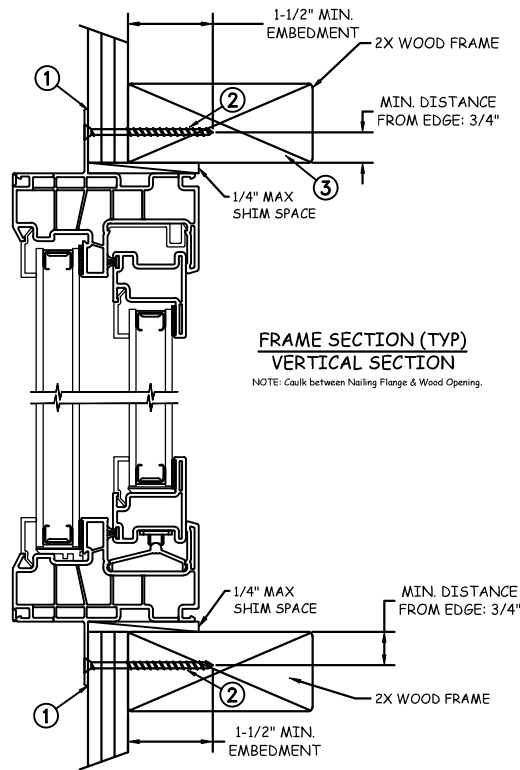 1-1/2" MIN.
EMBEDMENT
2X WOOD FRAME
1
2
MIN. DISTANCE
FROM EDGE: 3/4"
3
1/4" MAX
SHIM SPACE
FRAME SECTION (TYP)
VERTICAL SECTION
NOTE: Caulk between Nailing Flange & Wood Opening.
1/4" MAX
SHIM SPACE
MIN. DISTANCE
FROM EDGE: 3/4"
2
1
2X WOOD FRAME
1-1/2" MIN.
EMBEDMENT